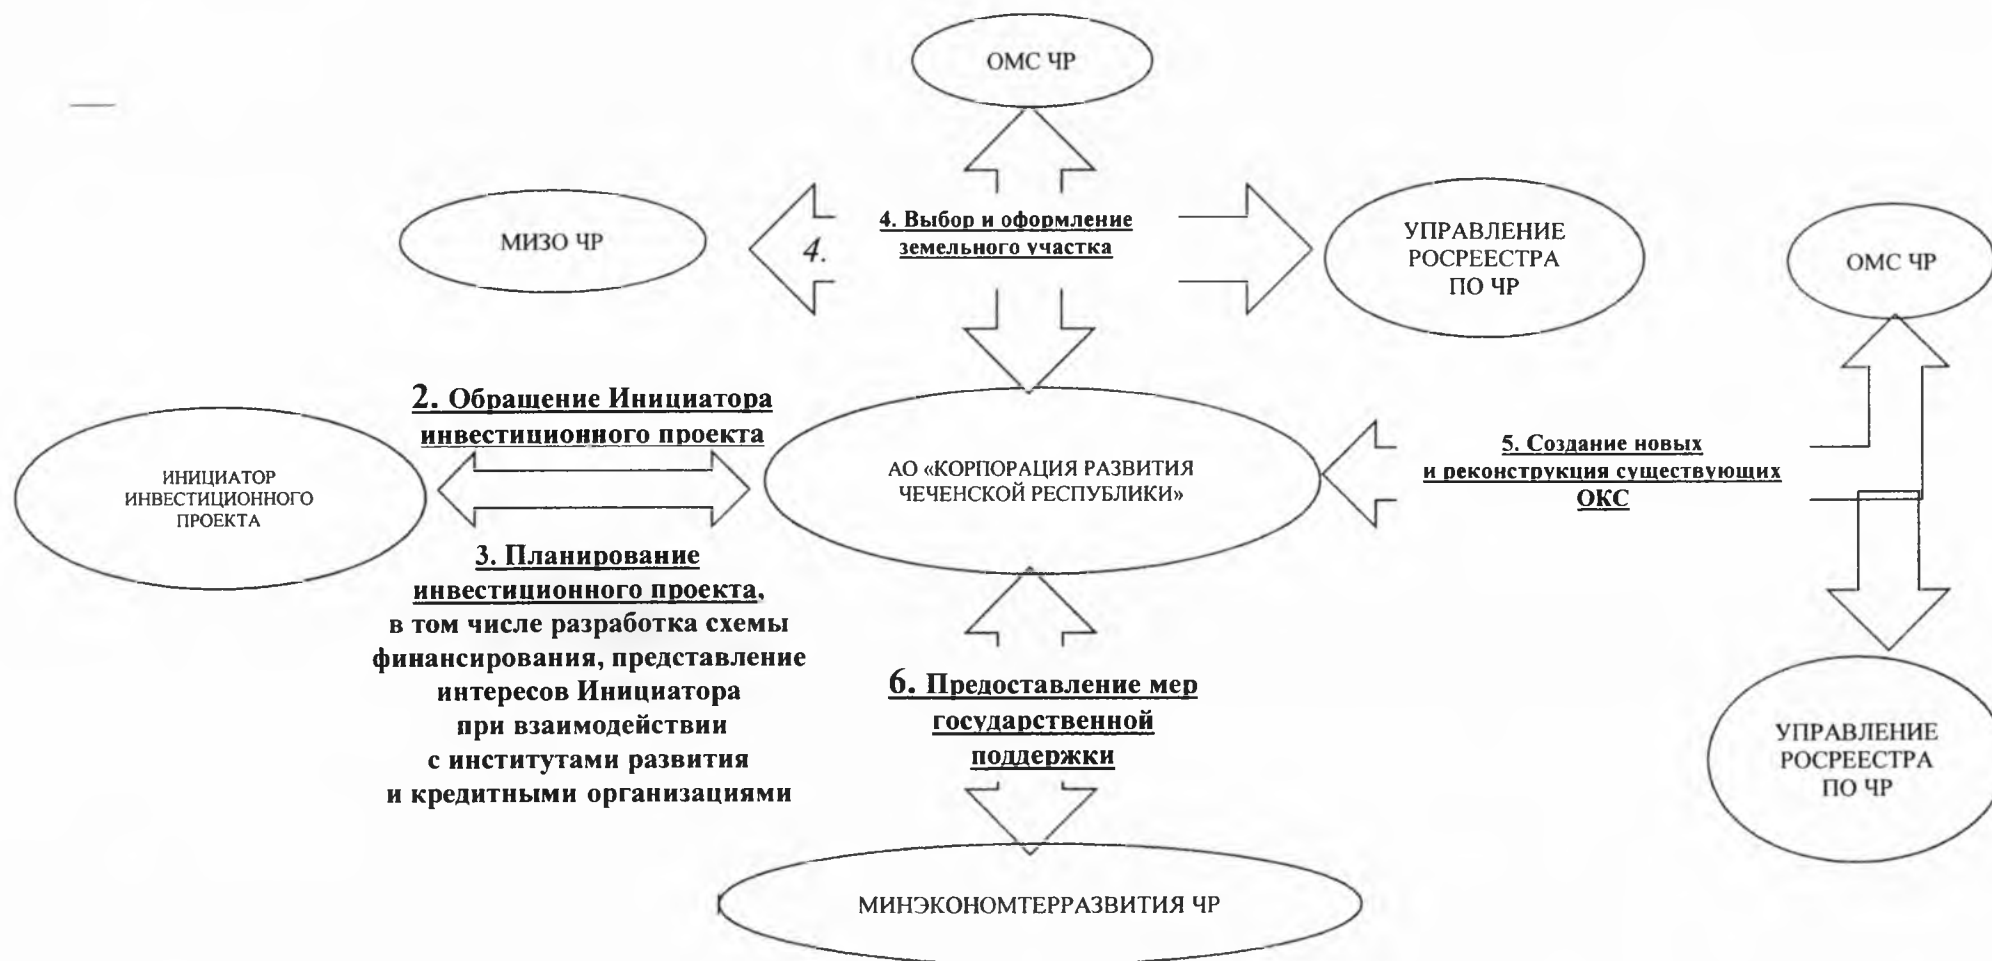 ОМС ЧР
МИЗО ЧР
4.
4. Выбор и оформление
земельного участка
УПРАВЛЕНИЕ
РОСРЕЕСТРА
ПО ЧР
ОМС ЧР
2. Обращение Инициатора
инвестиционного проекта
ИНИЦИАТОР
ИНВЕСТИЦИОННОГО
ПРОЕКТА
АО «КОРПОРАЦИЯ РАЗВИТИЯ
ЧЕЧЕНСКОЙ РЕСПУБЛИКИ»
5. Создание новых
и реконструкция существующих
ОКС
3. Планирование
инвестиционного проекта,
в том числе разработка схемы
финансирования, представление
интересов Инициатора
при взаимодействии
с институтами развития
и кредитными организациями
6. Предоставление мер
государственной
поддержки
УПРАВЛЕНИЕ
РОСРЕЕСТРА
ПО ЧР
МИНЭКОНОМТЕРРАЗВИТИЯ ЧР